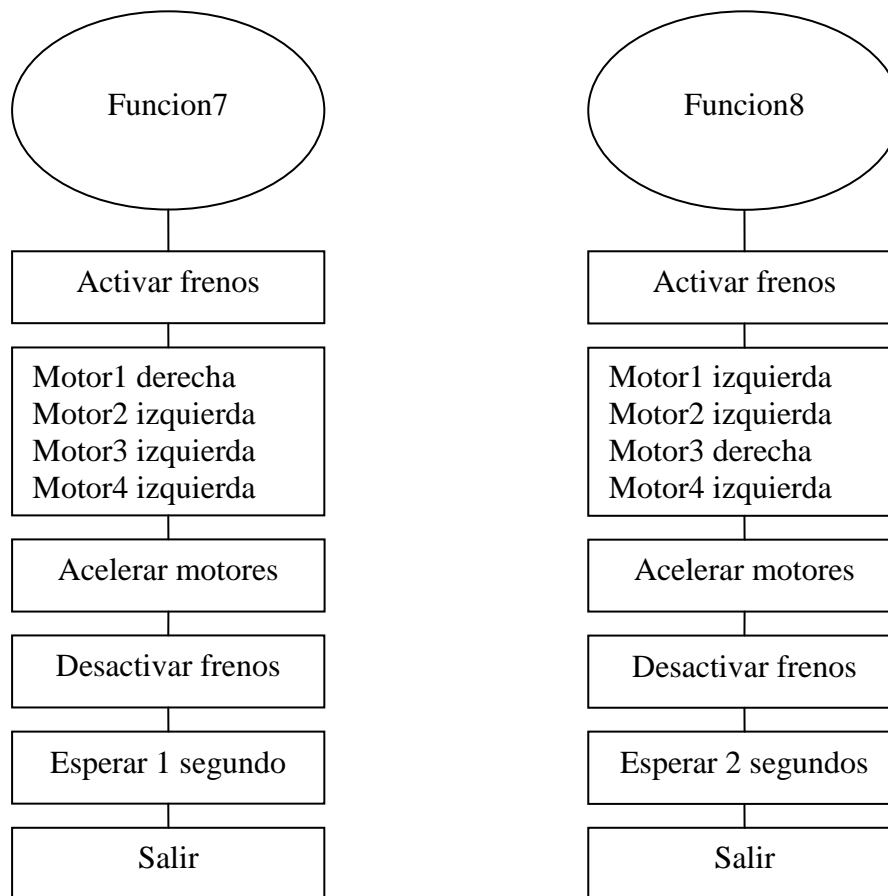 Funcion7
Activar frenos
Motor1 derecha
Motor2 izquierda
Motor3 izquierda
Motor4 izquierda
Acelerar motores
Desactivar frenos
Esperar 1 segundo
Salir
Funcion8
Activar frenos
Motor1 izquierda
Motor2 izquierda
Motor3 derecha
Motor4 izquierda
Acelerar motores
Desactivar frenos
Esperar 2 segundos
Salir